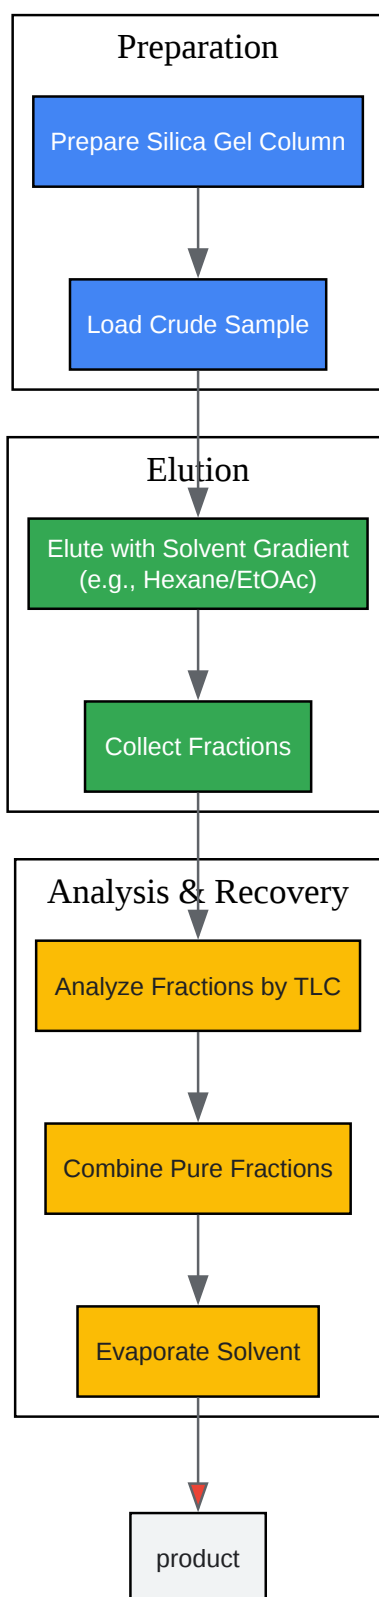 Preparation
Prepare Silica Gel Column
Load Crude Sample
Elution
Elute with Solvent Gradient
(e.g., Hexane/EtOAc)
Collect Fractions
Analysis & Recovery
Analyze Fractions by TLC
Combine Pure Fractions
Evaporate Solvent
product